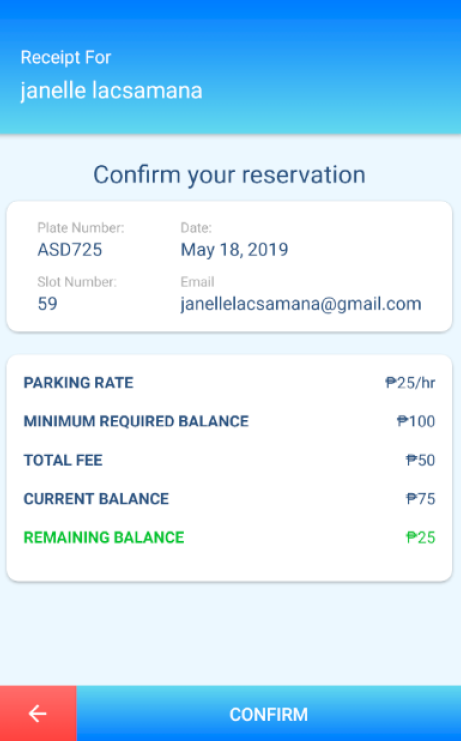 Receipt For
janelle lacsamana
Confirm your reservation
Plate Number: Date:
ASD725 May 18, 2019
Slot Number: Email
59 janellelacsamana@gmail.com
PARKING RATE ₱25/hr
MINIMUM REQUIRED BALANCE ₱100
TOTAL FEE ₱50
CURRENT BALANCE ₱75
REMAINING BALANCE ₱25
CONFIRM